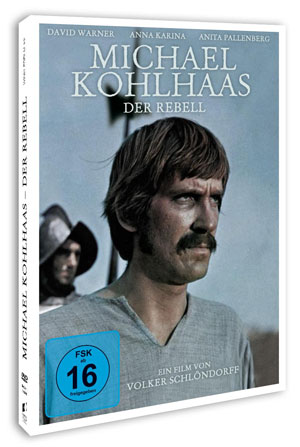 DAVID WARNER ANNA KARINA ANITA PALLENBERG
MICHAEL
KOHLHAAS
DER REBELL
EIN FILM VON
VOLKER SCHLÖNDORFF
FSK
ab
16
freigegeben
MICHAEL KOHLHAAS – DER REBELL
DVD